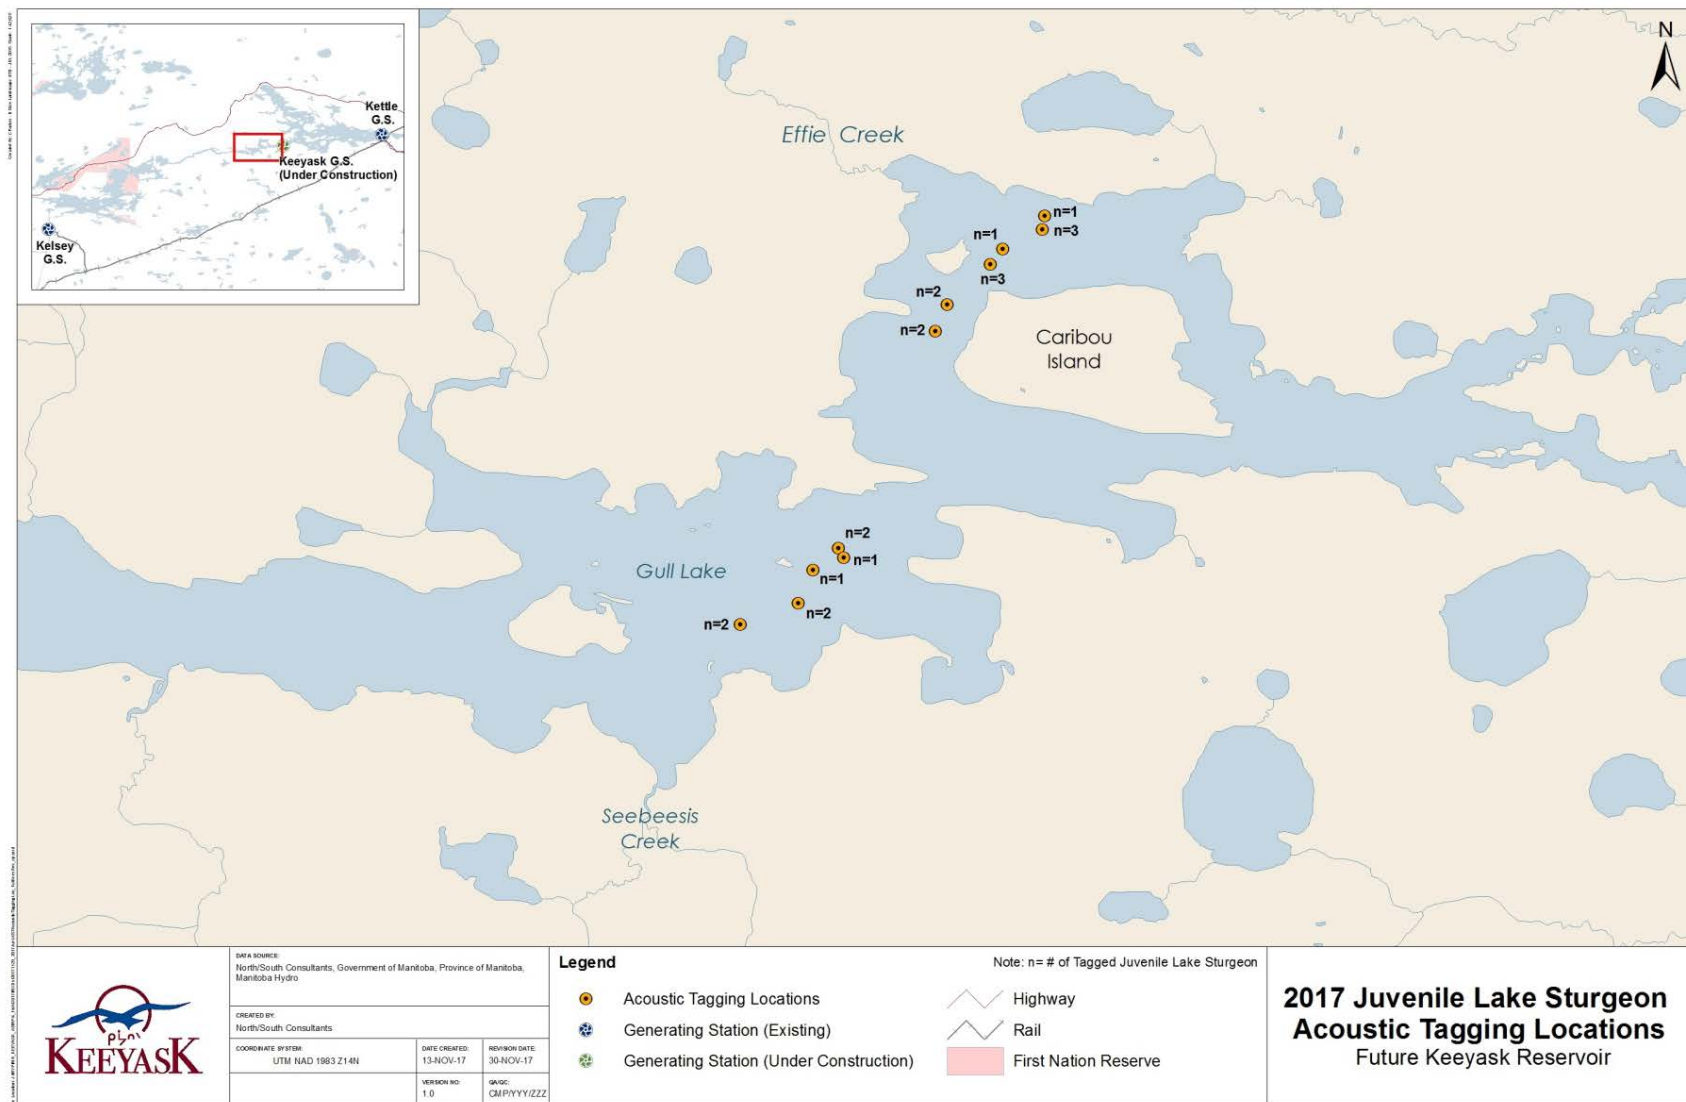 N
Kettle
G.S.
Keeyask G.S.
(Under Construction)
Kelsey
G.S.
Effie Creek
n=1
n=3
n=1
n=3
n=2
n=2
Caribou
Island
n=2
n=1
n=1
n=2
n=2
Gull Lake
Seebeesis
Creek
ᑭᔭᐢᐠ
KEEYASK
DATA SOURCE:
North/South Consultants, Government of Manitoba, Province of Manitoba,
Manitoba Hydro
CREATED BY:
North/South Consultants
COORDINATE SYSTEM:
UTM NAD 1983 Z14N
DATE CREATED:
13-NOV-17
REVISION DATE:
30-NOV-17
VERSION NO:
1.0
QA/QC:
CMP/YYY/ZZZ
Legend
Note: n= # of Tagged Juvenile Lake Sturgeon
Acoustic Tagging Locations
Generating Station (Existing)
Generating Station (Under Construction)
Highway
Rail
First Nation Reserve
2017 Juvenile Lake Sturgeon
Acoustic Tagging Locations
Future Keeyask Reservoir